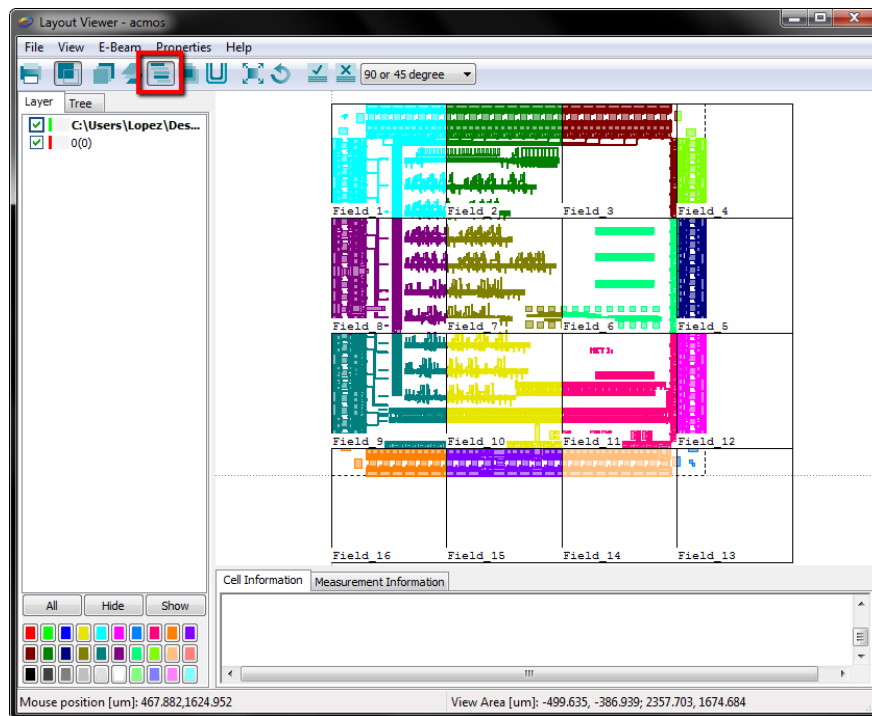 Layout Viewer - acmos
File View E-Beam Properties Help
90 or 45 degree
Layer Tree
C:\Users\Lopez\Des...
0(0)
Field_1 Field_2 Field_3 Field_4
Field_8 Field_7 Field_6 Field_5
MET2:
Field_9 Field_10 Field_11 Field_12
Field_16 Field_15 Field_14 Field_13
Cell Information Measurement Information
All Hide Show
Mouse position [um]: 467.882,1624.952 View Area [um]: -499.635, -386.939; 2357.703, 1674.684